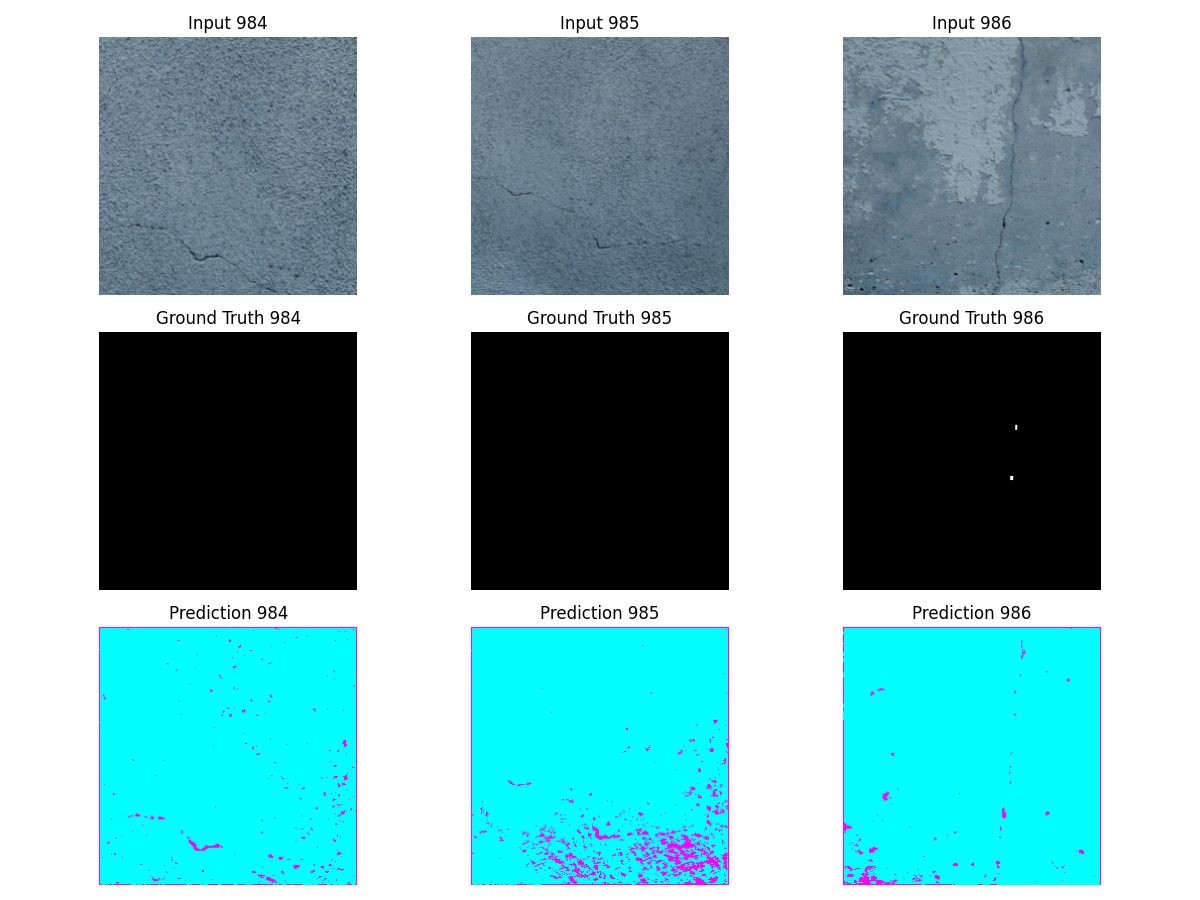 Input 984
Input 985
Input 986
Ground Truth 984
Ground Truth 985
Ground Truth 986
Prediction 984
Prediction 985
Prediction 986